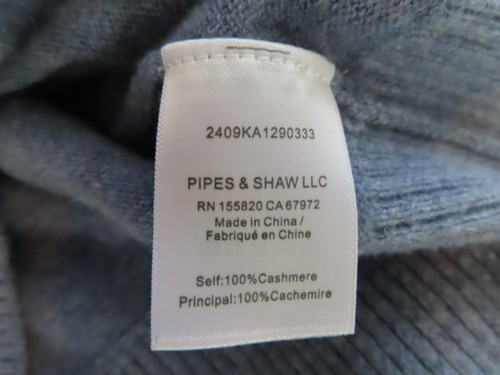 2409KA1290333
PIPES & SHAW LLC
RN 155820 CA 67972
Made in China /
Fabriqué en Chine
Self:100%Cashmere
Principal:100%Cachemire